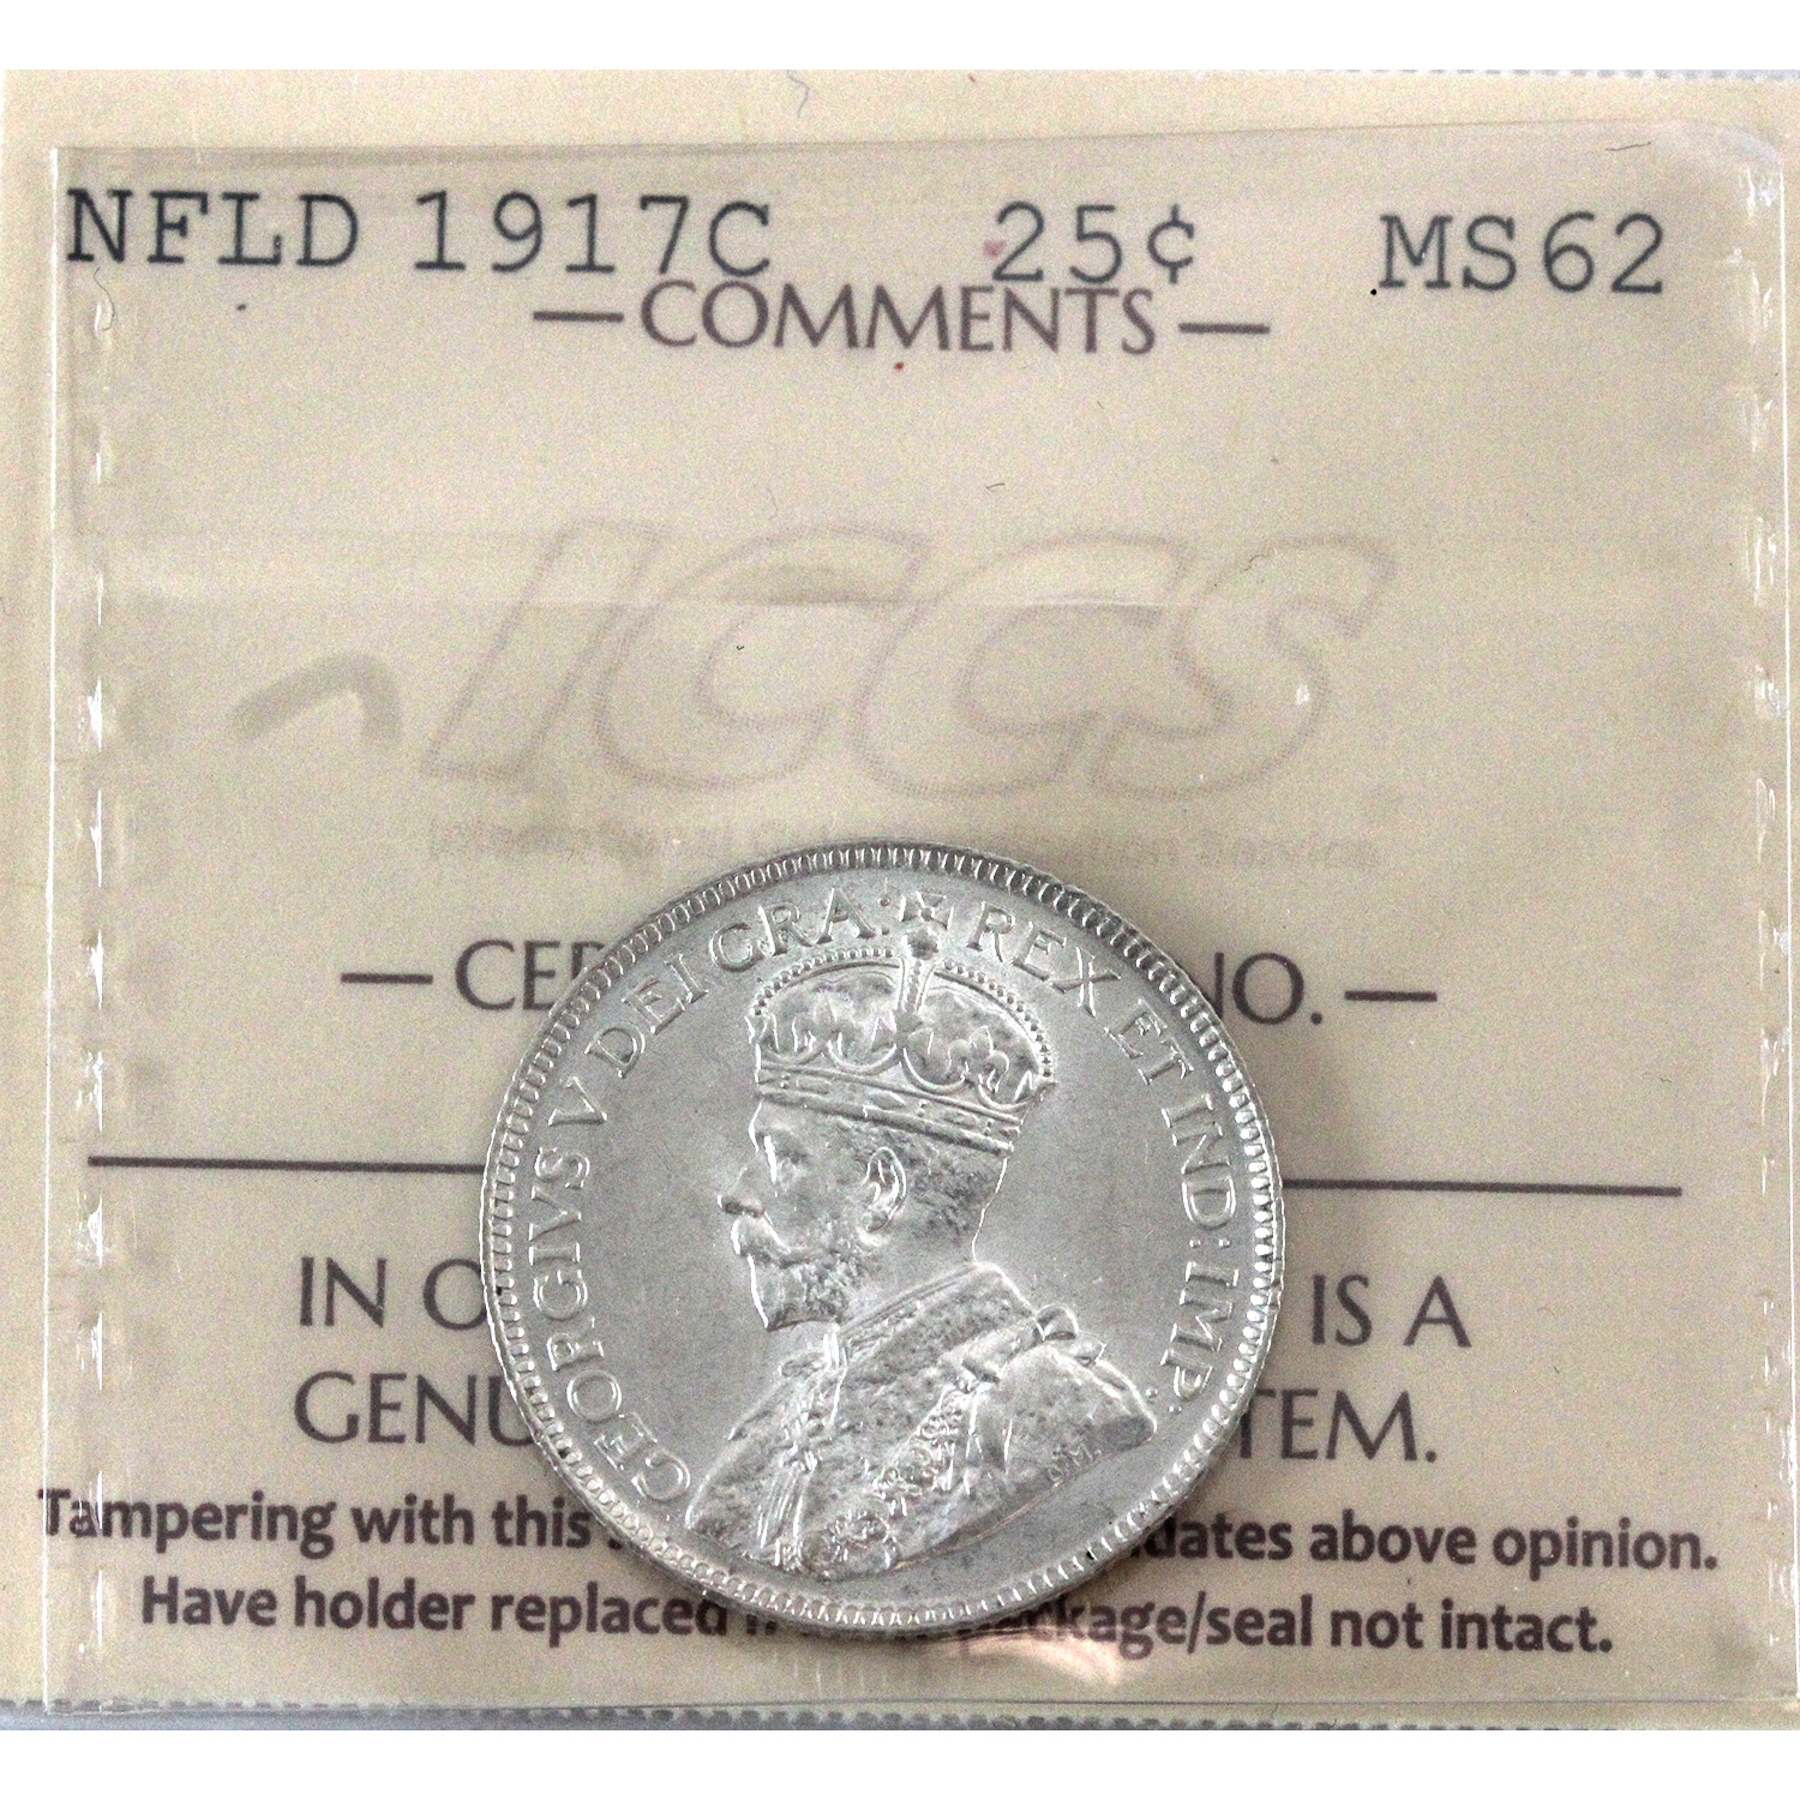 NFLD 1917C 25¢ MS62
—COMMENTS—
ICCS
—CER NO.—
GEORGIVS V DEI GRA: REX ET IND: IMP:
IN O IS A
GENU TEM.
Tampering with this dates above opinion.
Have holder replaced package/seal not intact.